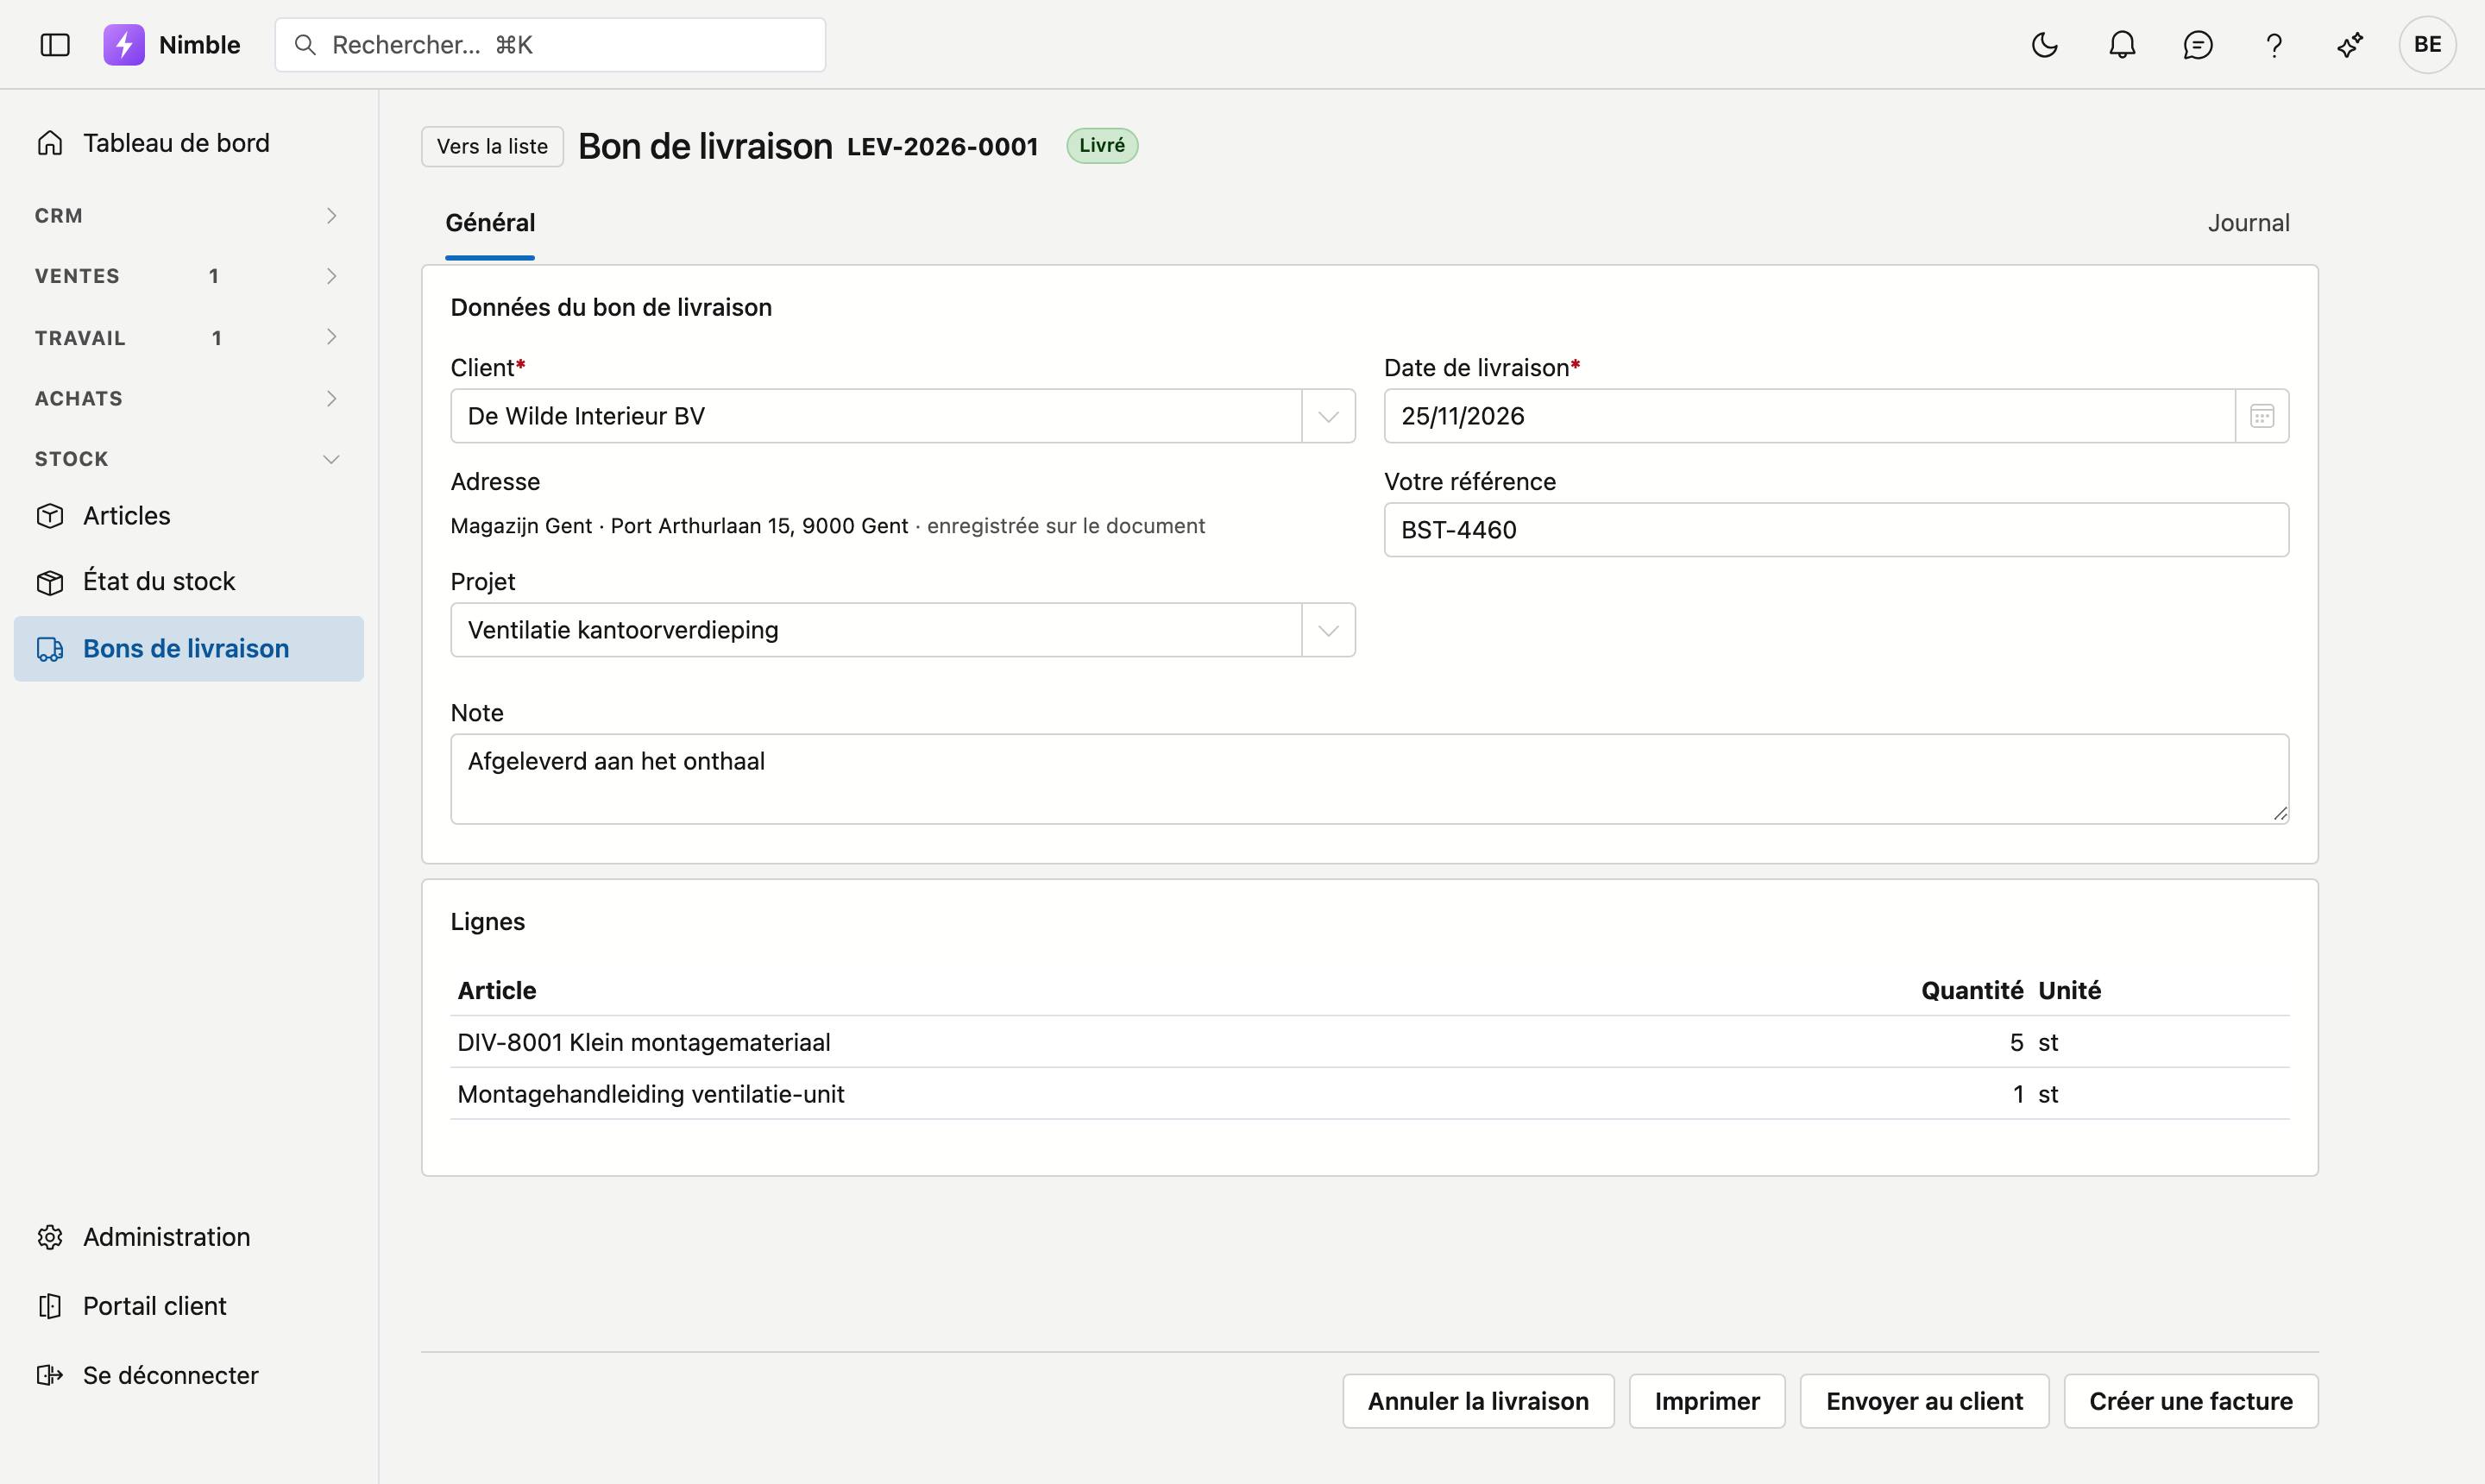 Nimble
Rechercher... ⌘K
BE
Tableau de bord
CRM
VENTES 1
TRAVAIL 1
ACHATS
STOCK
Articles
État du stock
Bons de livraison
Administration
Portail client
Se déconnecter
Vers la liste
Bon de livraison LEV-2026-0001
Livré
Général
Journal
Données du bon de livraison
Client*
De Wilde Interieur BV
Date de livraison*
25/11/2026
Adresse
Magazijn Gent · Port Arthurlaan 15, 9000 Gent · enregistrée sur le document
Votre référence
BST-4460
Projet
Ventilatie kantoorverdieping
Note
Afgeleverd aan het onthaal
Lignes
Article Quantité Unité
DIV-8001 Klein montagemateriaal 5 st
Montagehandleiding ventilatie-unit 1 st
Annuler la livraison
Imprimer
Envoyer au client
Créer une facture